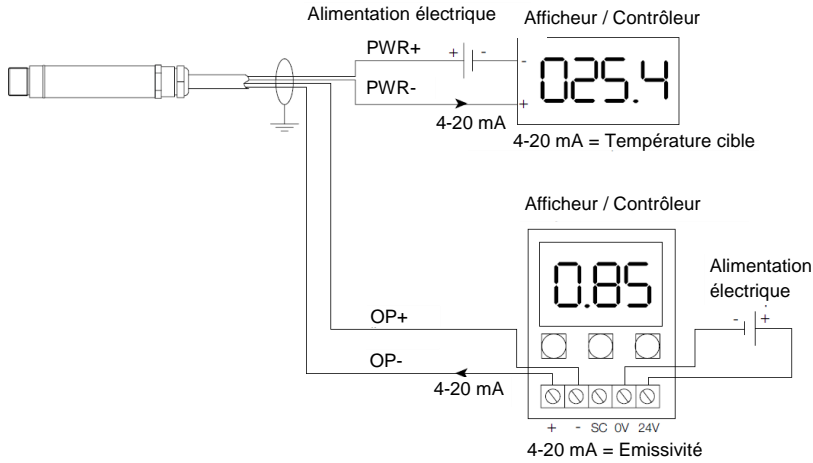 Alimentation électrique
Afficheur / Contrôleur
PWR+
+ -
-
025.4
PWR-
+
4-20 mA
4-20 mA = Température cible
Afficheur / Contrôleur
0.85
Alimentation
électrique
- +
OP+
OP-
4-20 mA
+ - SC 0V 24V
4-20 mA = Emissivité